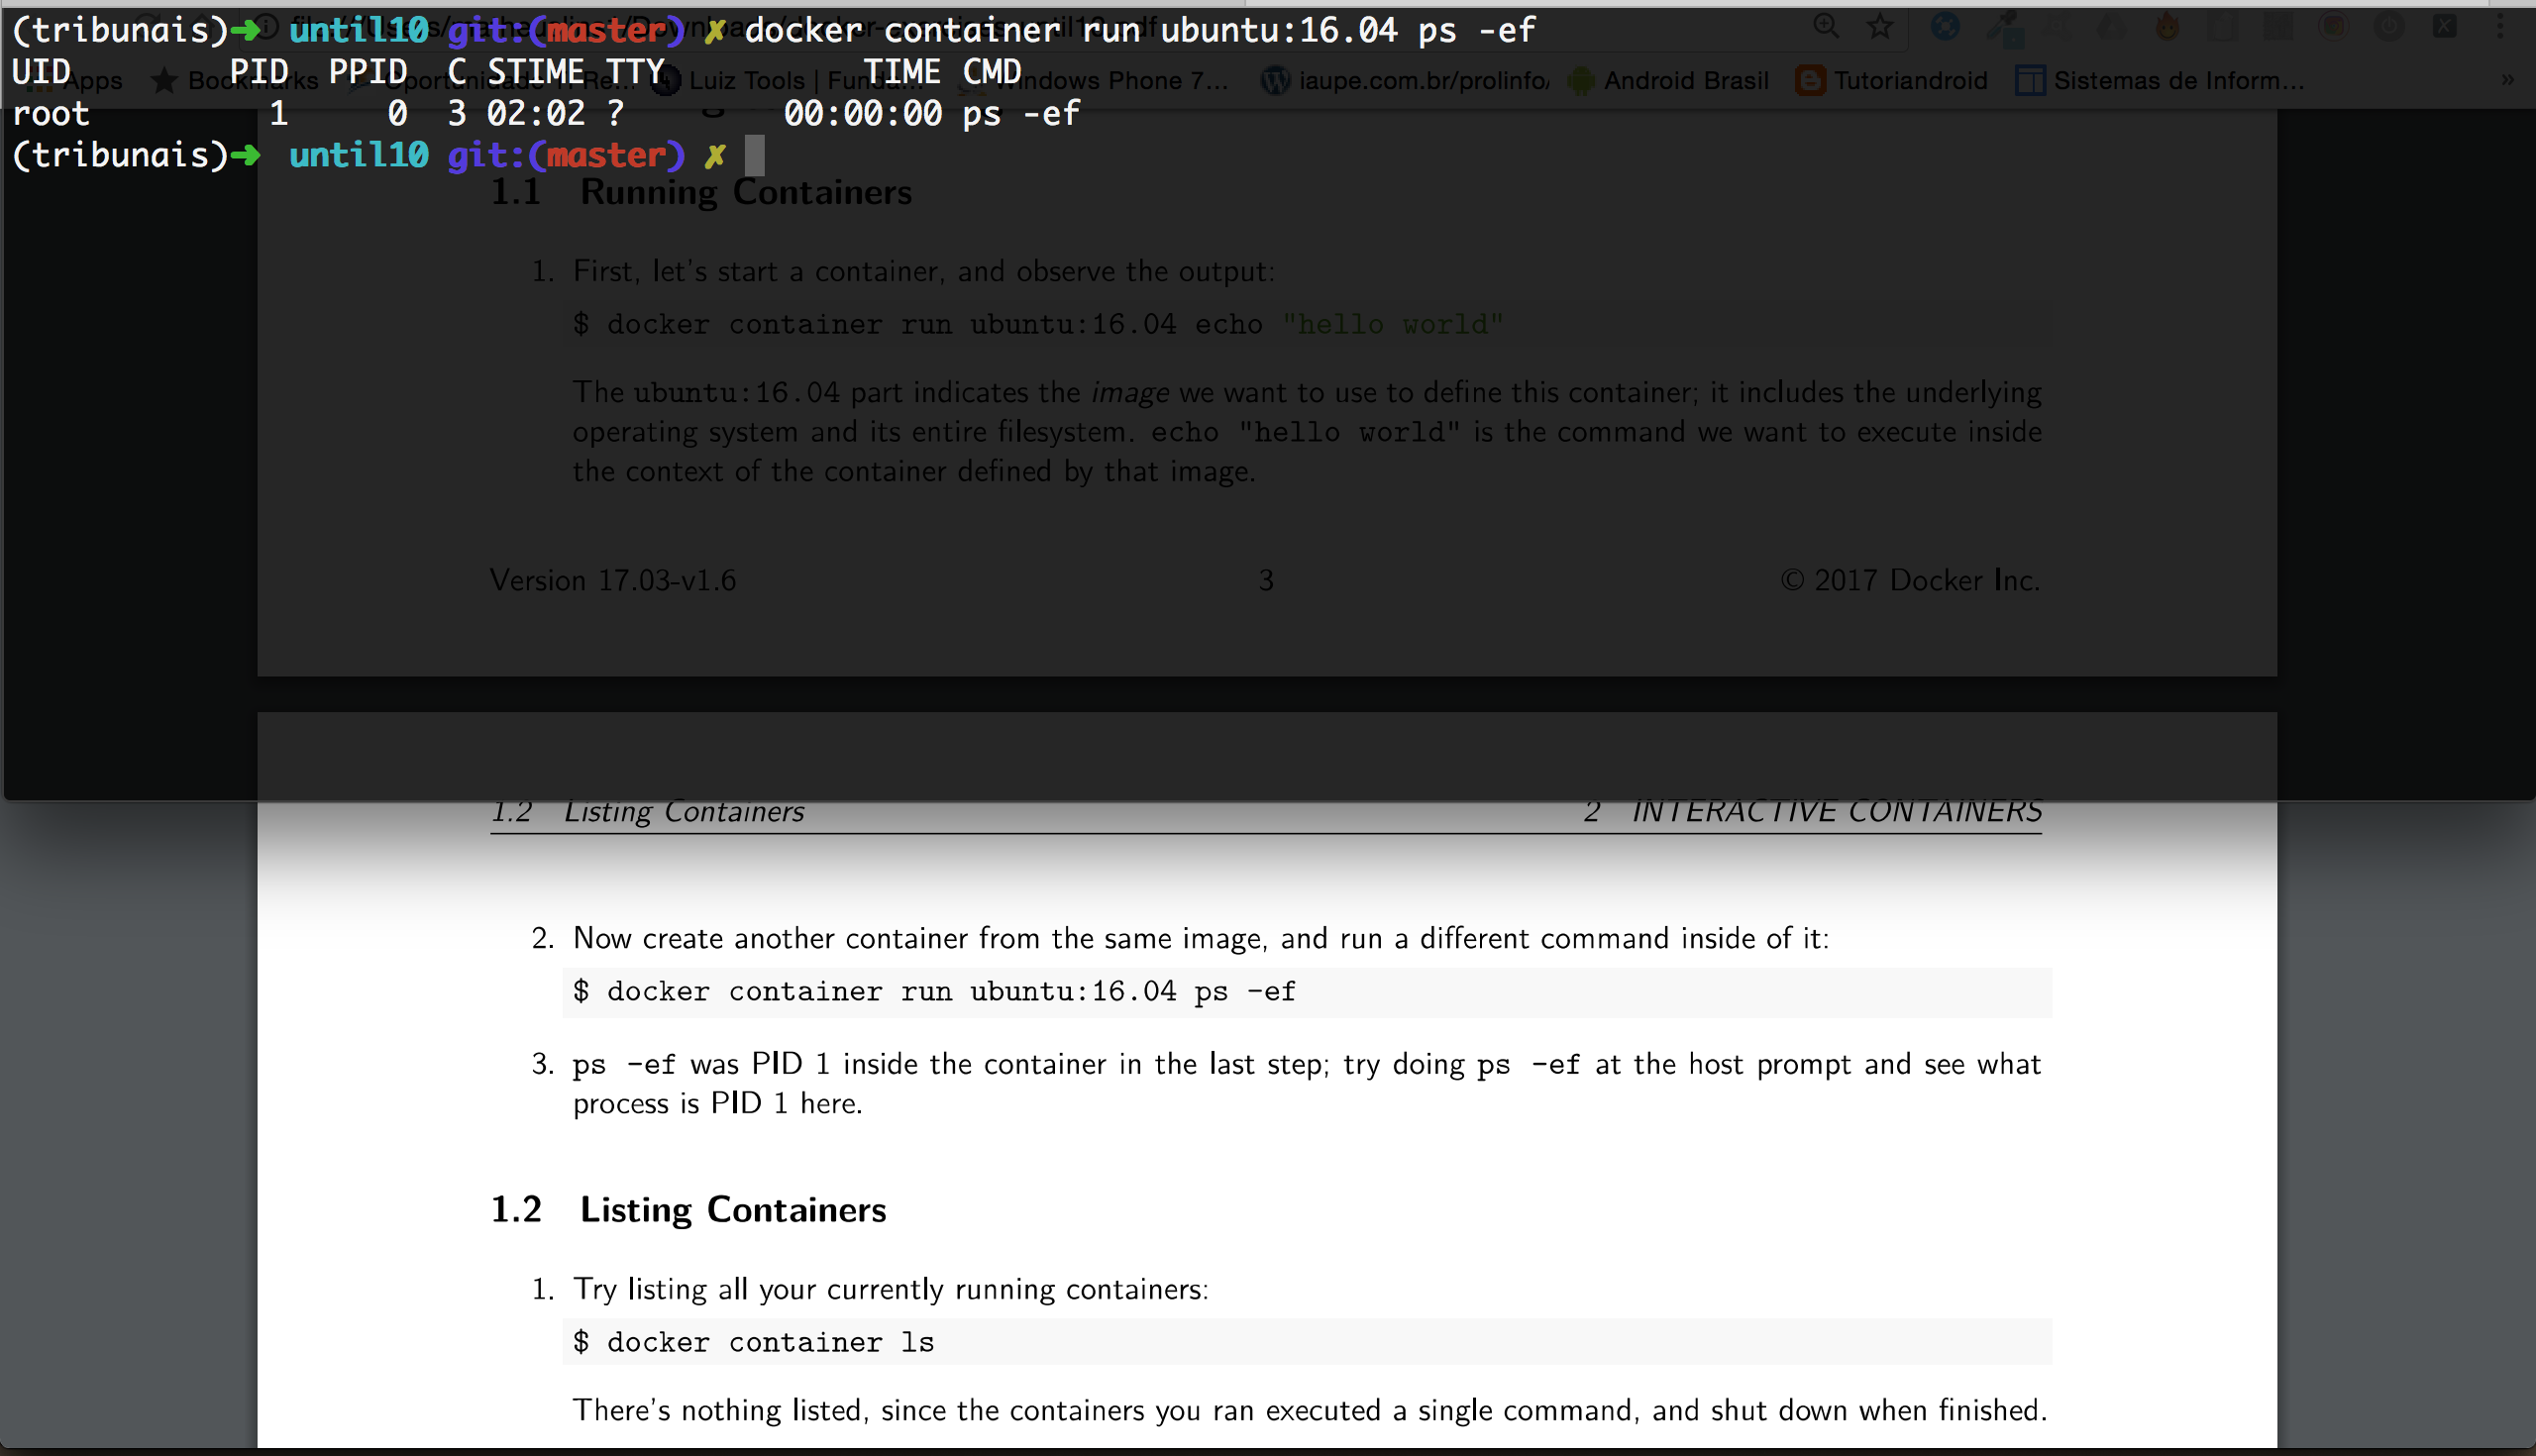 (tribunais)➜ until10 git:(master) ✗ docker container run ubuntu:16.04 ps -ef
UID        PID  PPID  C STIME TTY          TIME CMD
root         1     0  3 02:02 ?        00:00:00 ps -ef
(tribunais)➜ until10 git:(master) ✗
Apps Bookmarks Luiz Tools | Funda... Windows Phone 7... iaupe.com.br/prolinfo/ Android Brasil Tutoriandroid Sistemas de Inform... »
1.1 Running Containers
1. First, let's start a container, and observe the output:
$ docker container run ubuntu:16.04 echo "hello world"
The ubuntu:16.04 part indicates the image we want to use to define this container; it includes the underlying
operating system and its entire filesystem. echo "hello world" is the command we want to execute inside
the context of the container defined by that image.
Version 17.03-v1.6 3 © 2017 Docker Inc.
1.2 Listing Containers 2 INTERACTIVE CONTAINERS
2. Now create another container from the same image, and run a different command inside of it:
$ docker container run ubuntu:16.04 ps -ef
3. ps -ef was PID 1 inside the container in the last step; try doing ps -ef at the host prompt and see what
process is PID 1 here.
1.2 Listing Containers
1. Try listing all your currently running containers:
$ docker container ls
There's nothing listed, since the containers you ran executed a single command, and shut down when finished.